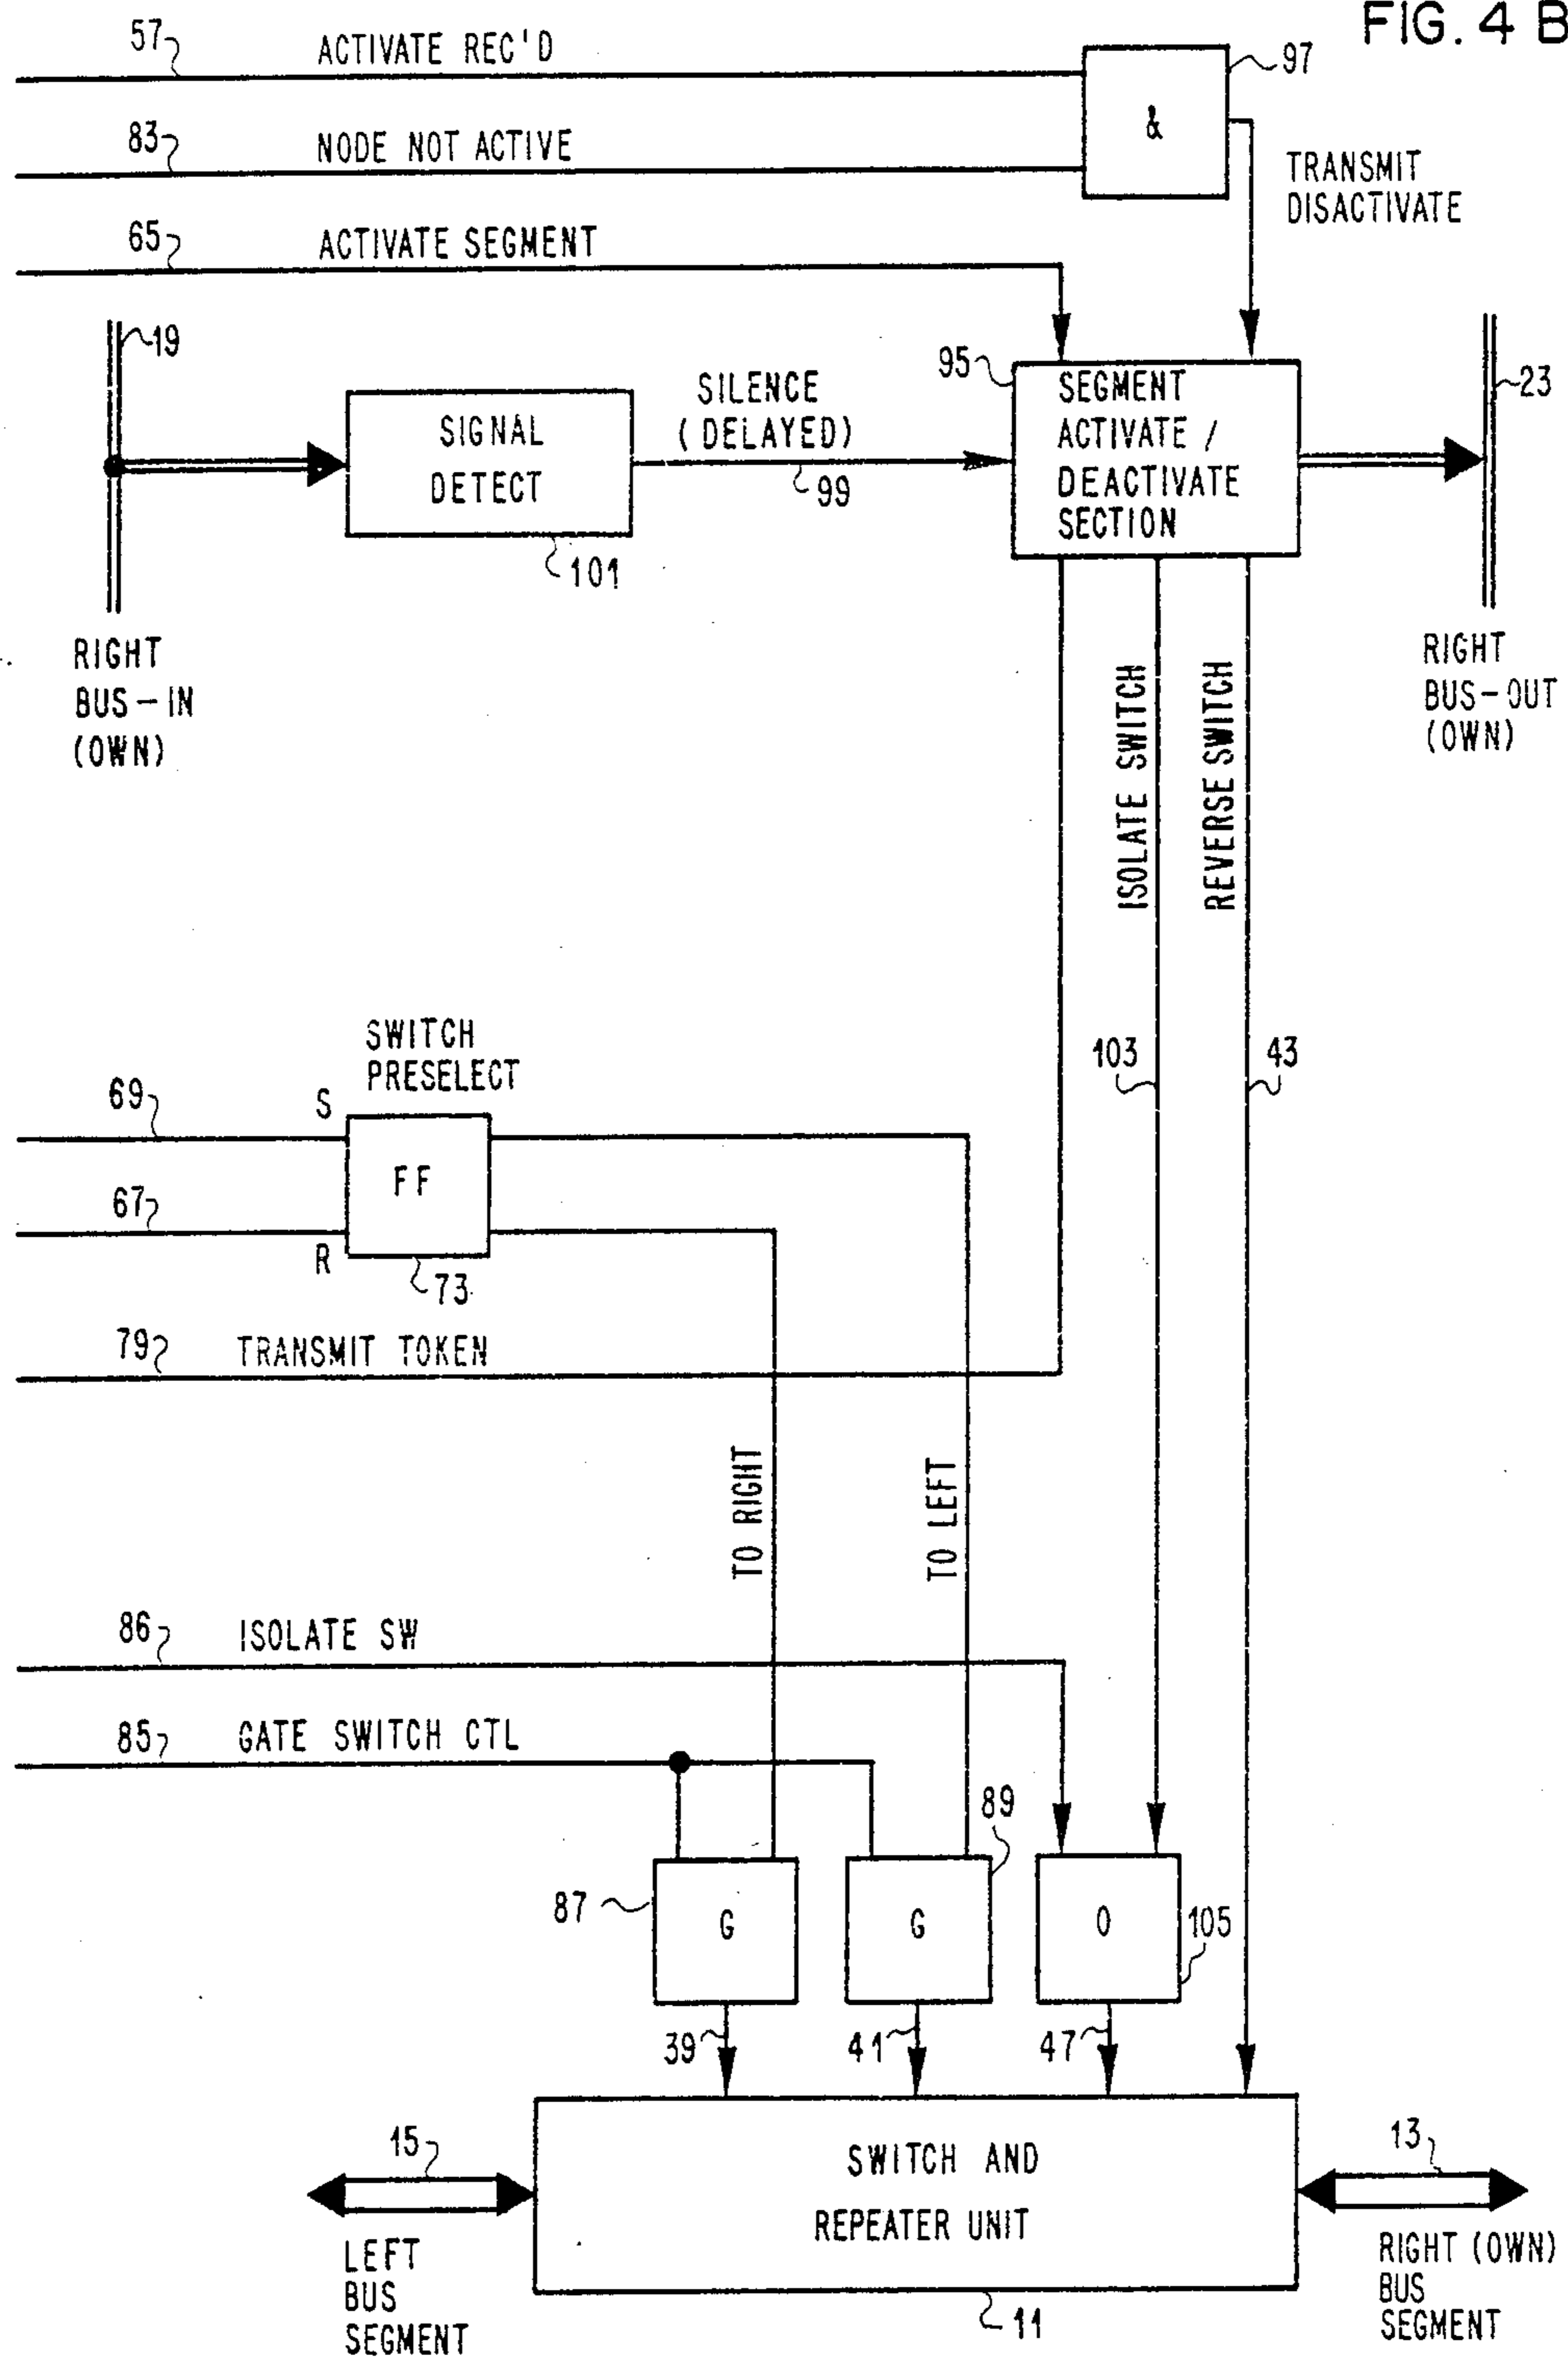 FIG. 4 B
57 ACTIVATE REC'D
97
&
83 NODE NOT ACTIVE
TRANSMIT
DISACTIVATE
65 ACTIVATE SEGMENT
19
SIGNAL
DETECT
101
SILENCE
(DELAYED)
99
95
SEGMENT
ACTIVATE /
DEACTIVATE
SECTION
23
RIGHT
BUS-IN
(OWN)
RIGHT
BUS-OUT
(OWN)
ISOLATE SWITCH
REVERSE SWITCH
103
43
SWITCH
PRESELECT
69
S
FF
67
R
73
79 TRANSMIT TOKEN
TO RIGHT
TO LEFT
86 ISOLATE SW
85 GATE SWITCH CTL
89
87
G
G
O
105
39
41
47
15
SWITCH AND
REPEATER UNIT
13
LEFT
BUS
SEGMENT
11
RIGHT (OWN)
BUS
SEGMENT